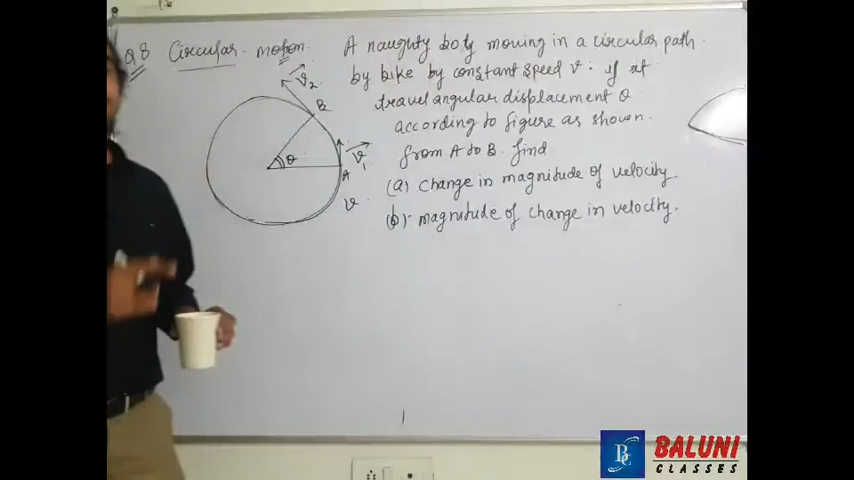 Q8 Circular motion. A naughty boy moving in a circular path
by bike by constant speed v. if at
travel angular displacement θ
according to figure as shown.
from A to B. find
(a) change in magnitude of velocity.
(b) magnitude of change in velocity.
v₂
B
θ
v₁
A
v
BALUNI
CLASSES